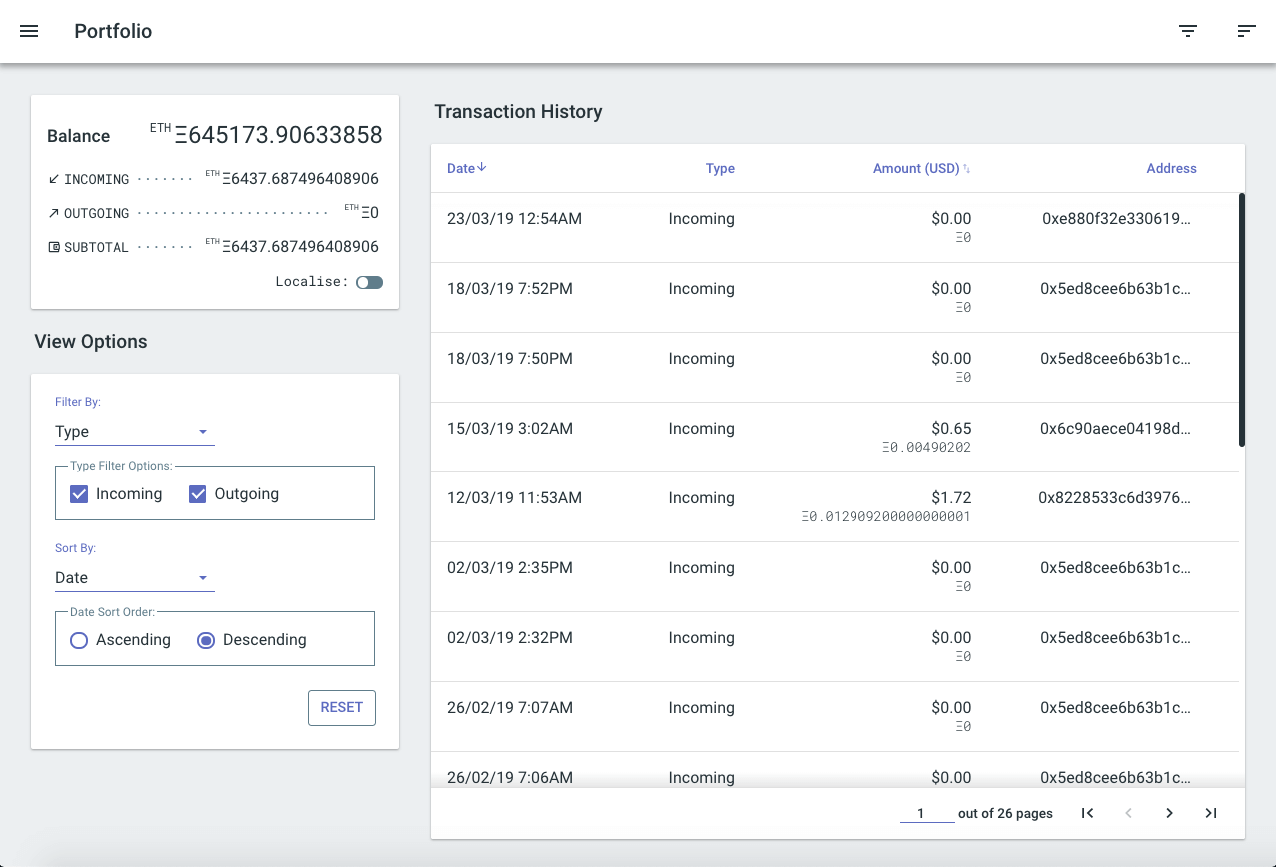 Portfolio
Balance ETH Ξ645173.90633858
INCOMING ······· ETH Ξ6437.687496408906
OUTGOING ······················· ETH Ξ0
SUBTOTAL ······· ETH Ξ6437.687496408906
Localise:
View Options
Filter By:
Type
Type Filter Options:
Incoming Outgoing
Sort By:
Date
Date Sort Order:
Ascending Descending
RESET
Transaction History
Date Type Amount (USD) Address
23/03/19 12:54AM Incoming $0.00 0xe880f32e330619...
Ξ0
18/03/19 7:52PM Incoming $0.00 0x5ed8cee6b63b1c...
Ξ0
18/03/19 7:50PM Incoming $0.00 0x5ed8cee6b63b1c...
Ξ0
15/03/19 3:02AM Incoming $0.65 0x6c90aece04198d...
Ξ0.00490202
12/03/19 11:53AM Incoming $1.72 0x8228533c6d3976...
Ξ0.012909200000000001
02/03/19 2:35PM Incoming $0.00 0x5ed8cee6b63b1c...
Ξ0
02/03/19 2:32PM Incoming $0.00 0x5ed8cee6b63b1c...
Ξ0
26/02/19 7:07AM Incoming $0.00 0x5ed8cee6b63b1c...
Ξ0
26/02/19 7:06AM Incoming $0.00 0x5ed8cee6b63b1c...
1 out of 26 pages